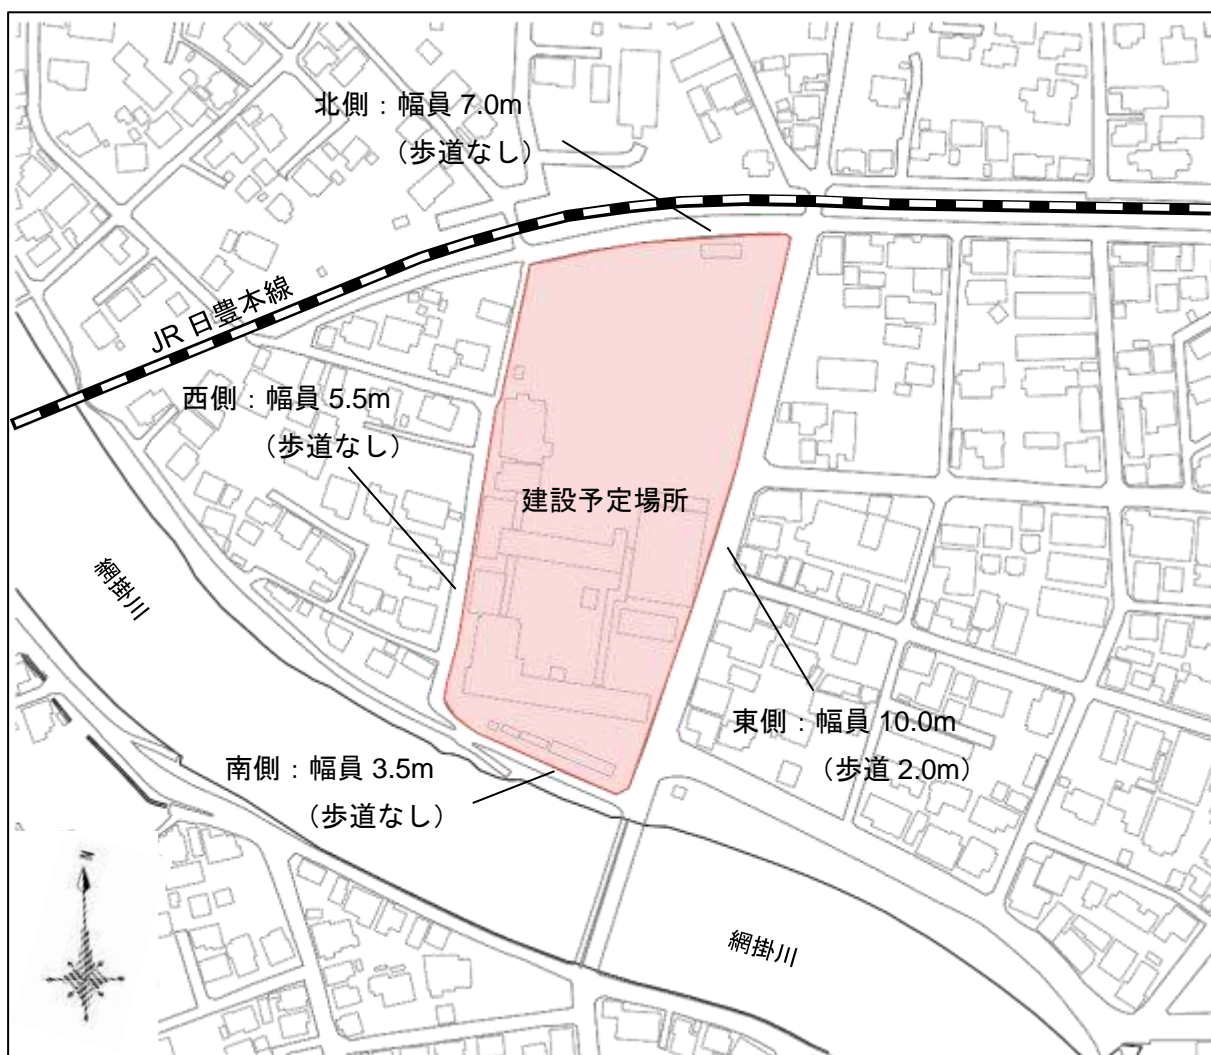 北側：幅員 7.0m
（歩道なし）
JR 日豊本線
西側：幅員 5.5m
（歩道なし）
建設予定場所
網掛川
東側：幅員 10.0m
（歩道 2.0m）
南側：幅員 3.5m
（歩道なし）
N
網掛川